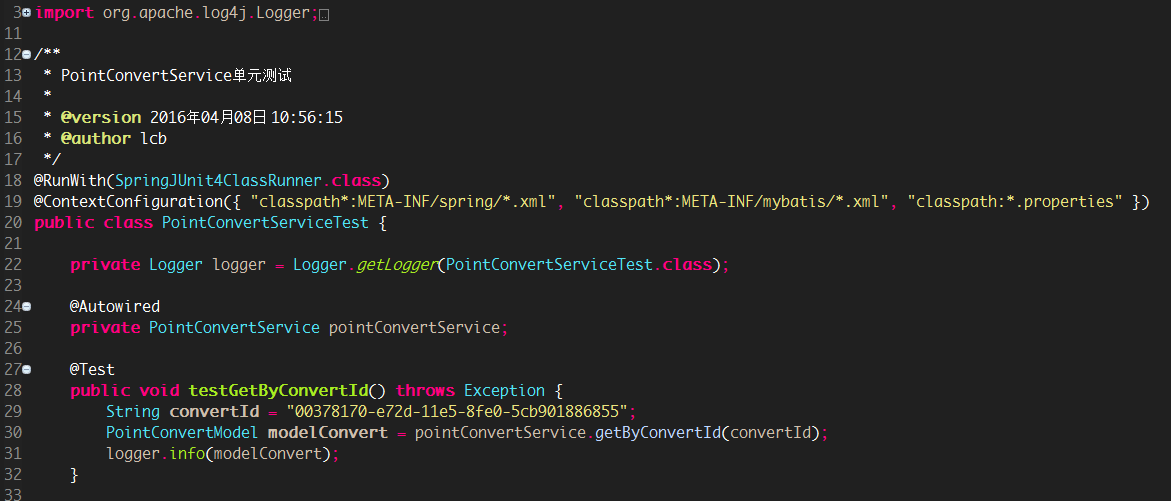 3 import org.apache.log4j.Logger;
11
12 /**
13  * PointConvertService单元测试
14  *
15  * @version 2016年04月08日 10:56:15
16  * @author lcb
17  */
18 @RunWith(SpringJUnit4ClassRunner.class)
19 @ContextConfiguration({ "classpath*:META-INF/spring/*.xml", "classpath*:META-INF/mybatis/*.xml", "classpath:*.properties" })
20 public class PointConvertServiceTest {
21
22     private Logger logger = Logger.getLogger(PointConvertServiceTest.class);
23
24     @Autowired
25     private PointConvertService pointConvertService;
26
27     @Test
28     public void testGetByConvertId() throws Exception {
29         String convertId = "00378170-e72d-11e5-8fe0-5cb901886855";
30         PointConvertModel modelConvert = pointConvertService.getByConvertId(convertId);
31         logger.info(modelConvert);
32     }
33